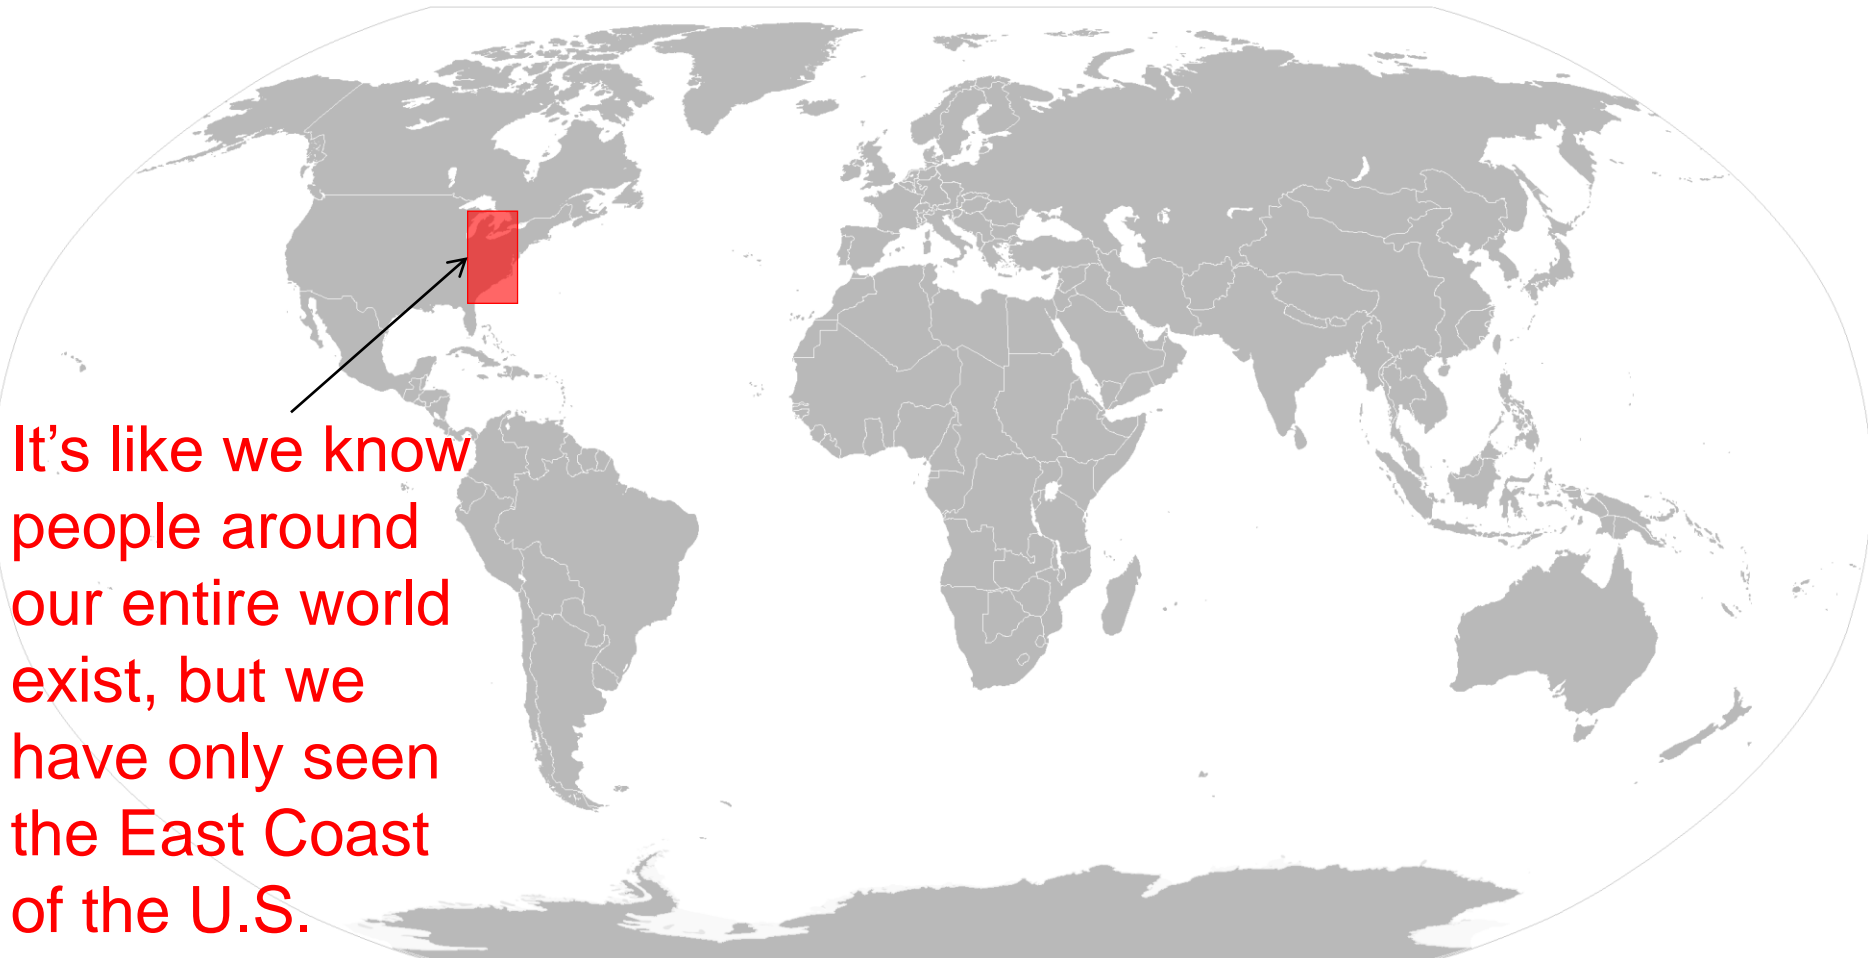 It’s like we know
people around
our entire world
exist, but we
have only seen
the East Coast
of the U.S.